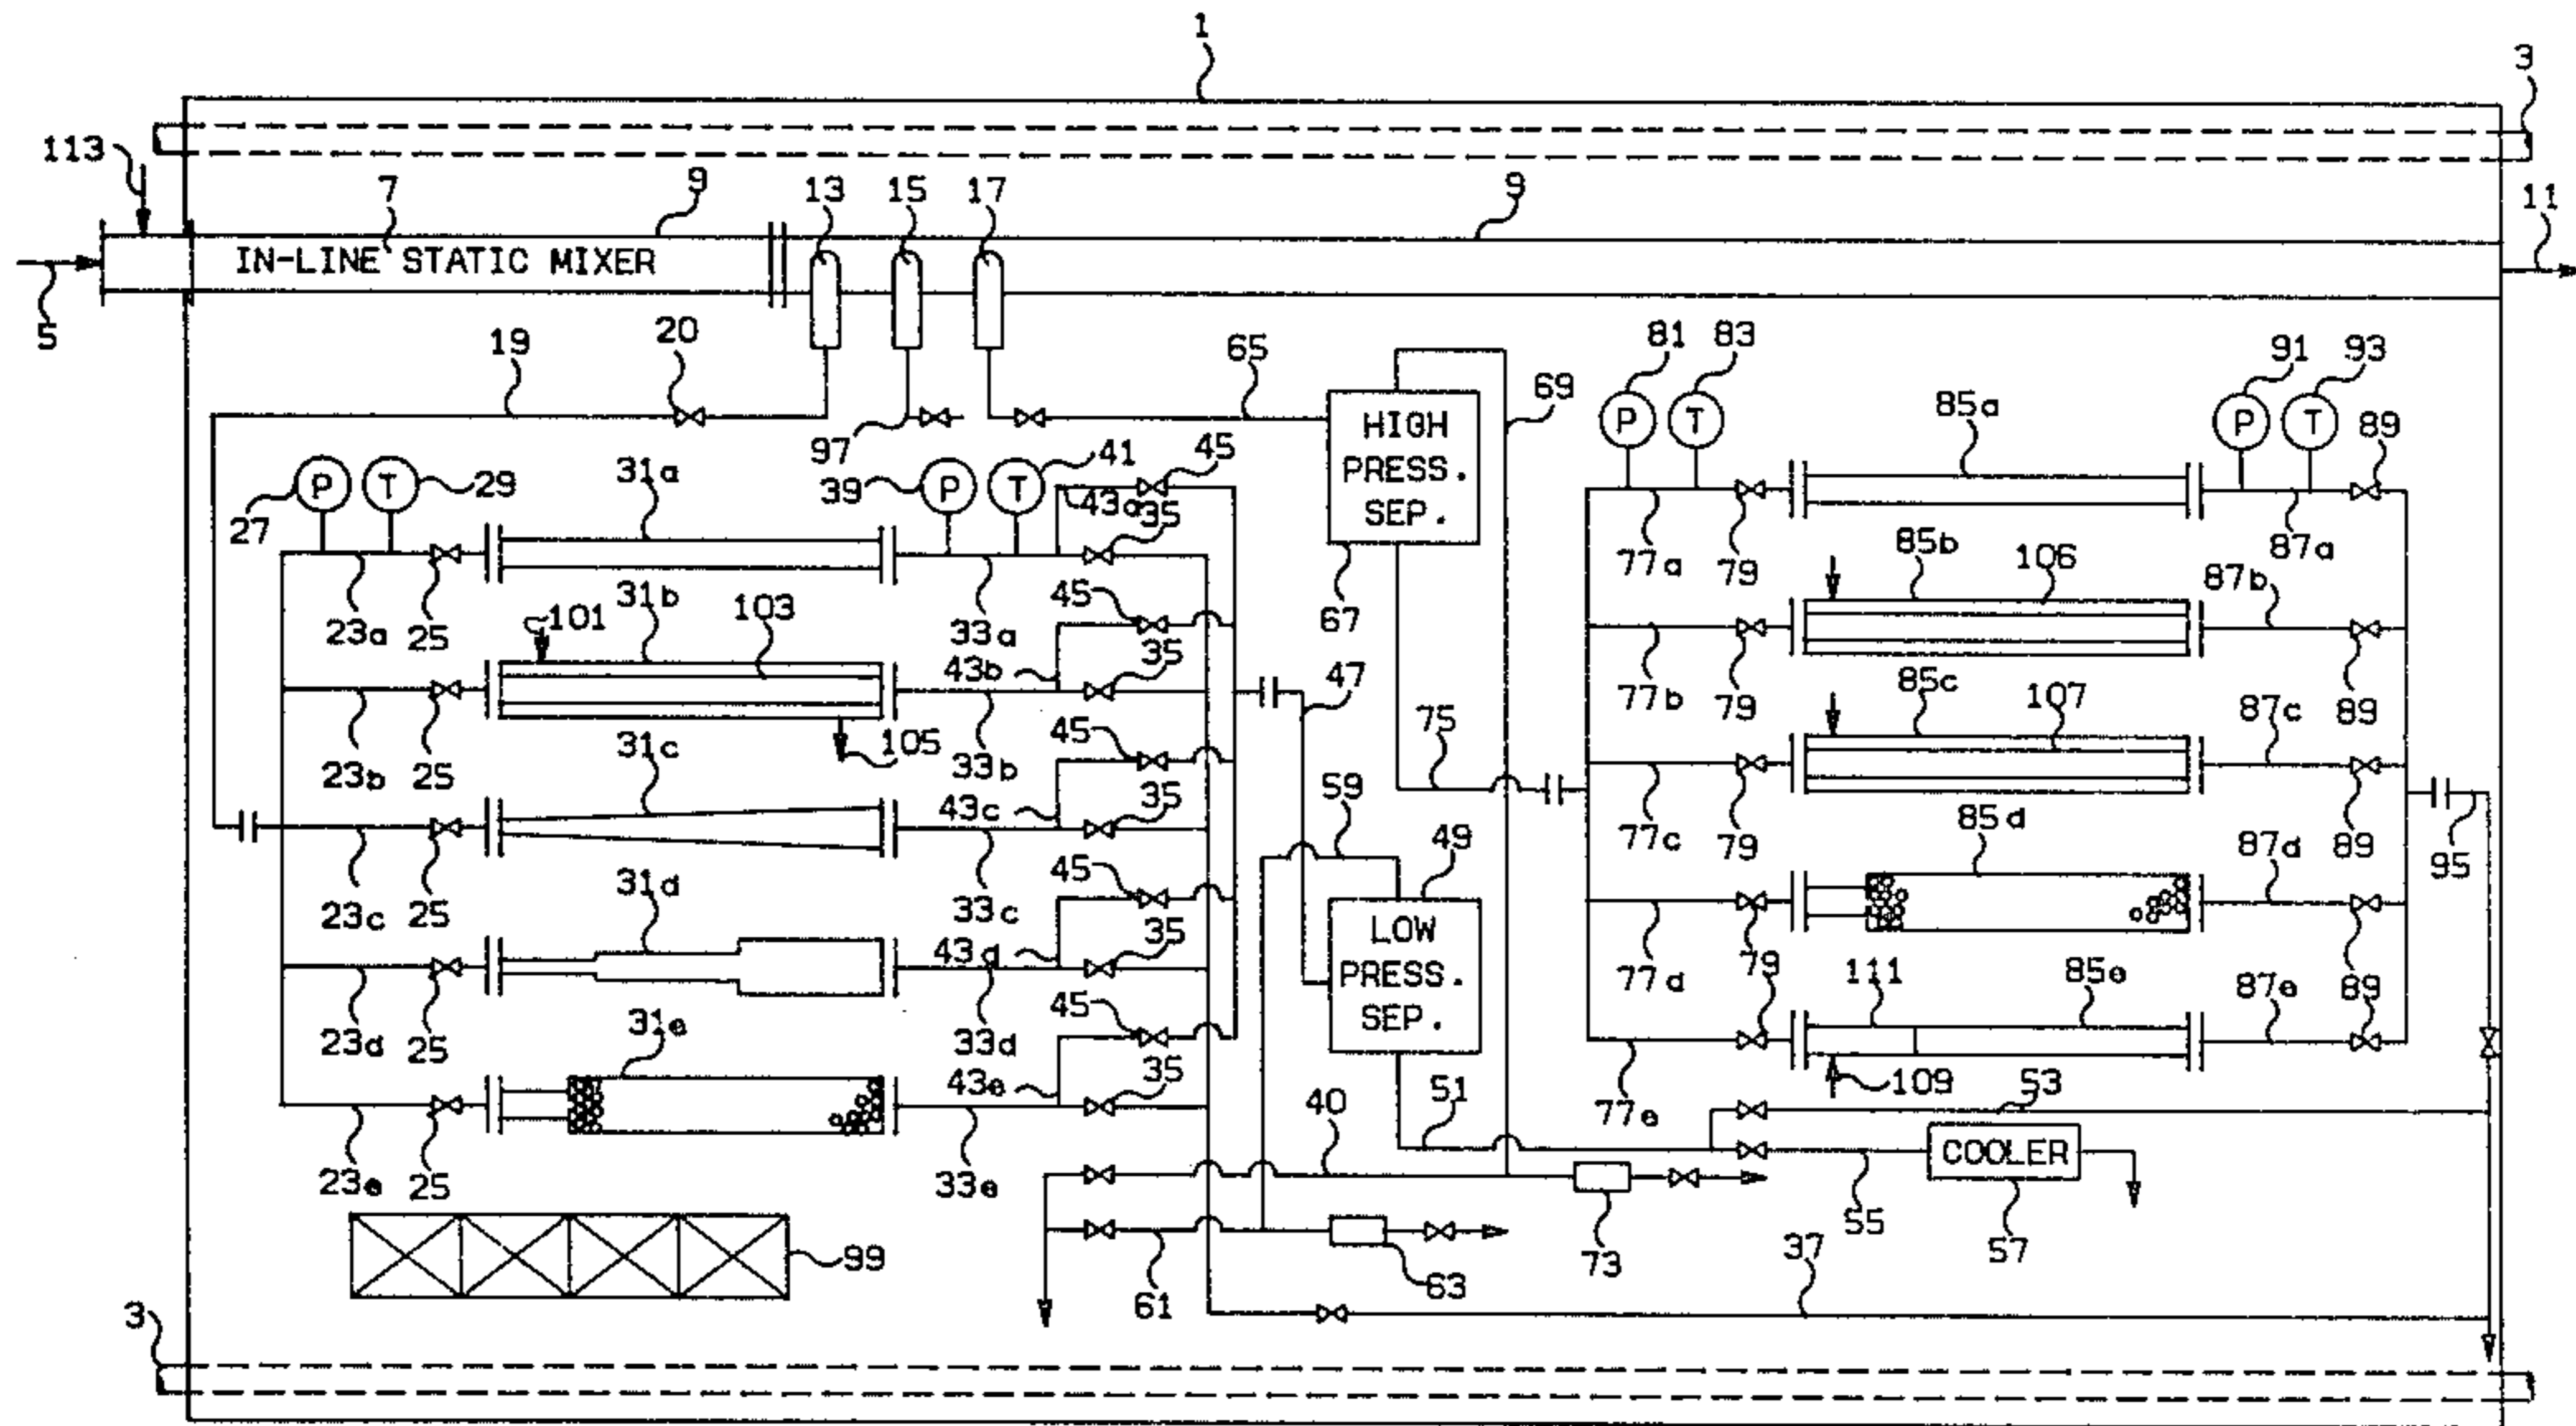 1
3
113
7
9
13
15
17
9
11
IN-LINE STATIC MIXER
5
19
20
65
81
83
91
93
HIGH
PRESS.
SEP.
69
85a
89
97
27
P
T
29
31a
39
P
T
41
45
43a
35
P
T
P
T
67
77a
79
85b
106
87b
87a
23a
25
31b
101
103
33a
45
43b
35
47
77b
79
85c
107
87c
89
23b
25
31c
105
33b
45
43c
35
75
59
49
77c
79
85d
87d
89
95
23c
25
31d
33c
45
43d
35
LOW
PRESS.
SEP.
77d
79
111
85e
87e
89
23d
25
31e
33d
45
43e
35
40
51
77e
109
53
23e
25
33e
COOLER
55
57
99
61
63
73
37
3